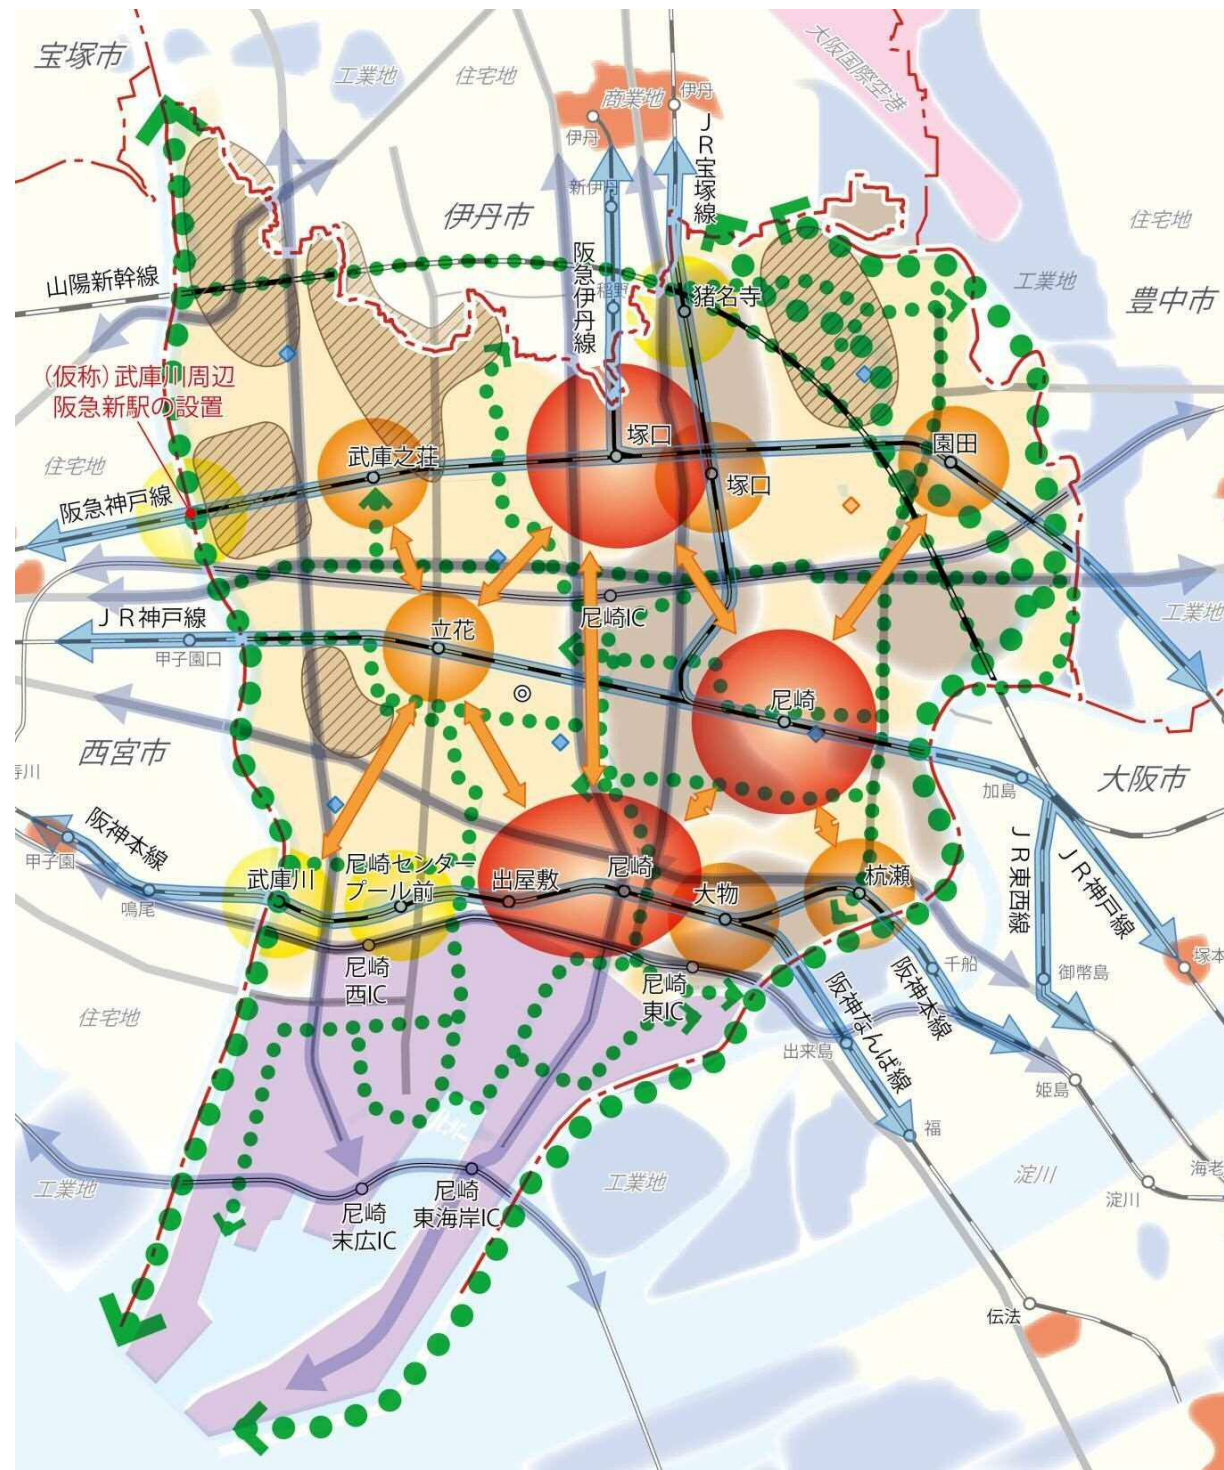 宝塚市
工業地
住宅地
商業地
伊丹
伊丹
大阪国際空港
JR宝塚線
新伊丹
伊丹市
住宅地
阪急伊丹線
稲野
山陽新幹線
猪名寺
工業地
豊中市
(仮称)武庫川周辺
阪急新駅の設置
住宅地
武庫之荘
塚口
塚口
園田
阪急神戸線
尼崎IC
工業地
JR神戸線
甲子園口
立花
尼崎
西宮市
加島
大阪市
阪神本線
甲子園
鳴尾
武庫川
尼崎センター
プール前
出屋敷
尼崎
大物
杭瀬
JR東西線
JR神戸線
塚本
尼崎
西IC
尼崎
東IC
千船
御幣島
阪神本線
阪神なんば線
住宅地
出来島
姫島
福
淀川
淀川
海老
工業地
工業地
尼崎
末広IC
尼崎
東海岸IC
伝法